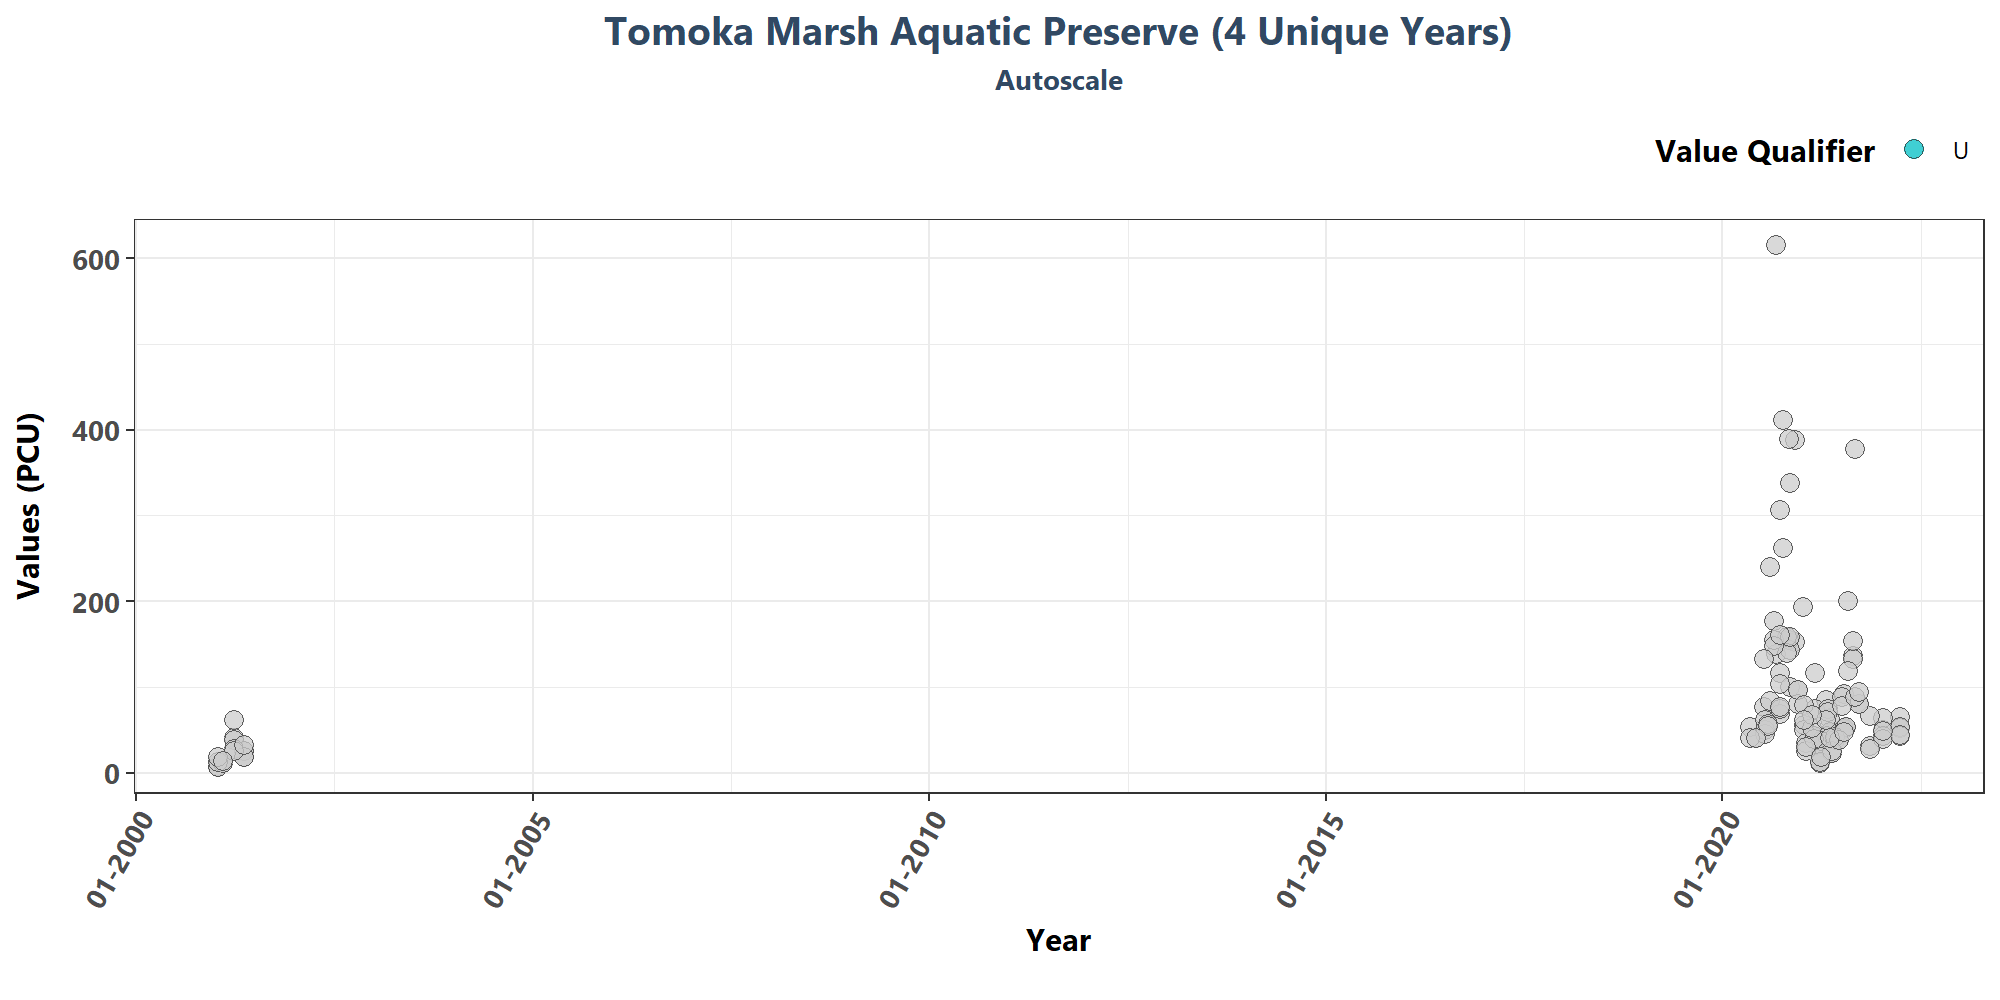 Tomoka Marsh Aquatic Preserve (4 Unique Years)
Autoscale
Value Qualifier U
600
400
200
0
Values (PCU)
01-2000 01-2005 01-2010 01-2015 01-2020
Year